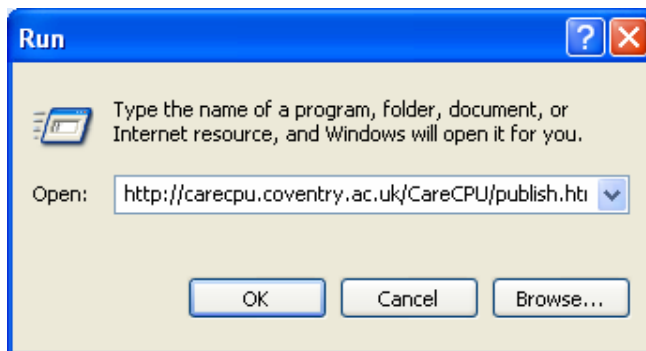 Run
Type the name of a program, folder, document, or
Internet resource, and Windows will open it for you.
Open: http://carecpu.coventry.ac.uk/CareCPU/publish.ht
OK Cancel Browse...